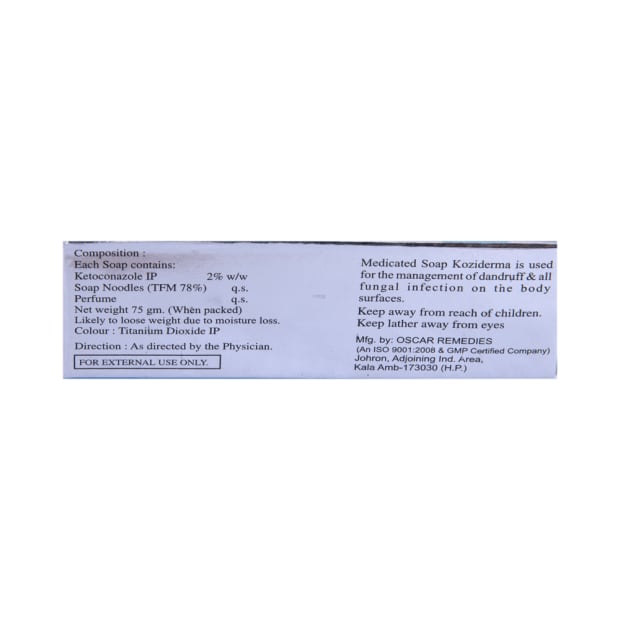 Composition :
Each Soap contains:
Ketoconazole IP 2% w/w
Soap Noodles (TFM 78%) q.s.
Perfume q.s.
Net weight 75 gm. (When packed)
Likely to loose weight due to moisture loss.
Colour : Titanium Dioxide IP
Direction : As directed by the Physician.
FOR EXTERNAL USE ONLY.
Medicated Soap Koziderma is used
for the management of dandruff & all
fungal infection on the body
surfaces.
Keep away from reach of children.
Keep lather away from eyes
Mfg. by: OSCAR REMEDIES
(An ISO 9001:2008 & GMP Certified Company)
Johron, Adjoining Ind. Area,
Kala Amb-173030 (H.P.)